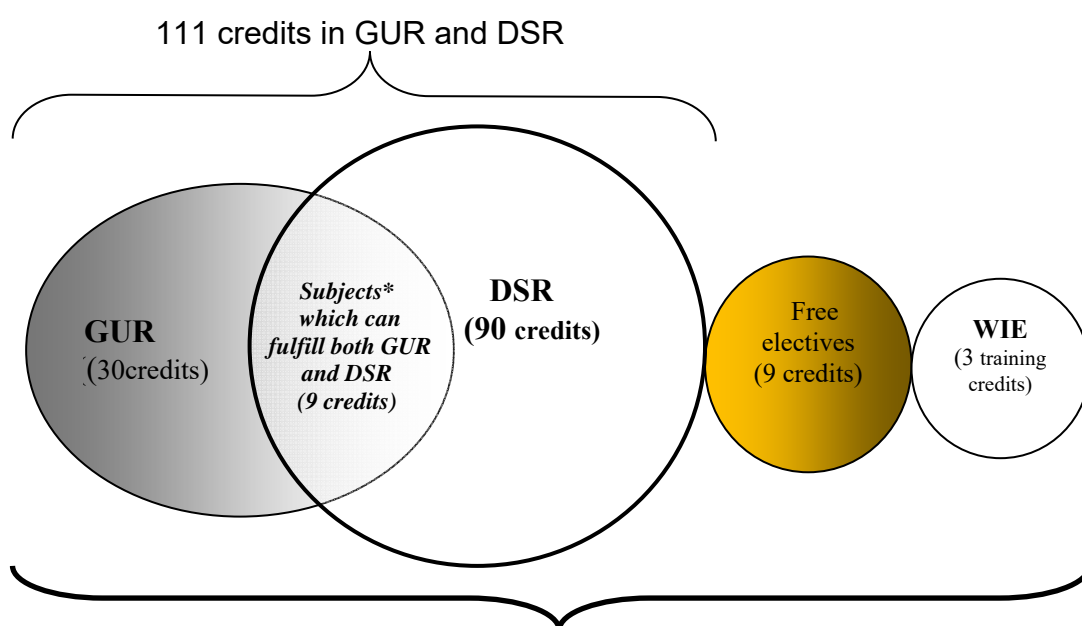 111 credits in GUR and DSR
GUR
(30credits)
Subjects*
which can
fulfill both GUR
and DSR
(9 credits)
DSR
(90 credits)
Free
electives
(9 credits)
WIE
(3 training
credits)